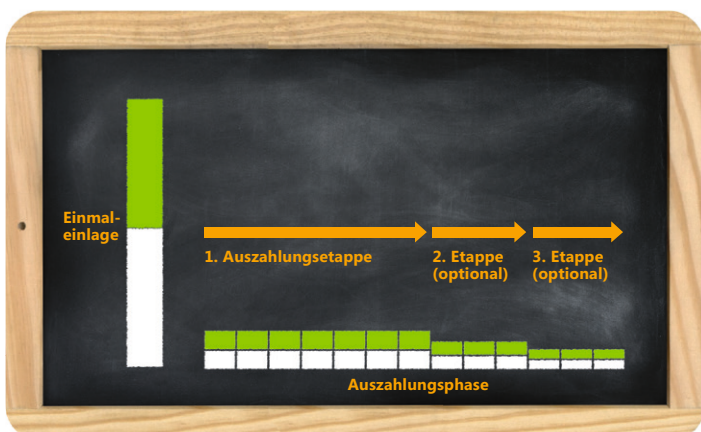 Einmal-
einlage
1. Auszahlungsetappe
2. Etappe
(optional)
3. Etappe
(optional)
Auszahlungsphase